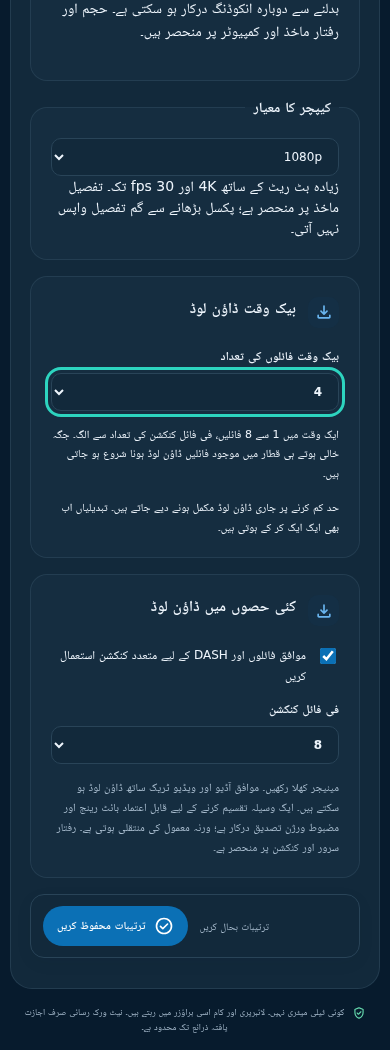 بدلنے سے دوبارہ انکوڈنگ درکار ہو سکتی ہے۔ حجم اور
رفتار ماخذ اور کمپیوٹر پر منحصر ہیں۔
کیپچر کا معیار
1080p
زیادہ بٹ ریٹ کے ساتھ 4K اور 30 fps تک۔ تفصیل
ماخذ پر منحصر ہے؛ پکسل بڑھانے سے گم تفصیل واپس
نہیں آتی۔
بیک وقت ڈاؤن لوڈ
بیک وقت فائلوں کی تعداد
4
ایک وقت میں 1 سے 8 فائلیں، فی فائل کنکشن کی تعداد سے الگ۔ جگہ
خالی ہوتے ہی قطار میں موجود فائلیں ڈاؤن لوڈ ہونا شروع ہو جاتی
ہیں۔
حد کم کرنے پر جاری ڈاؤن لوڈ مکمل ہونے دیے جاتے ہیں۔ تبدیلیاں اب
بھی ایک ایک کر کے ہوتی ہیں۔
کئی حصوں میں ڈاؤن لوڈ
موافق فائلوں اور DASH کے لیے متعدد کنکشن استعمال
کریں
فی فائل کنکشن
8
مینیجر کھلا رکھیں۔ موافق آڈیو اور ویڈیو ٹریک ساتھ ڈاؤن لوڈ ہو
سکتے ہیں۔ ایک وسیلہ تقسیم کرنے کے لیے قابل اعتماد بائٹ رینج اور
مضبوط ورژن تصدیق درکار ہے؛ ورنہ معمول کی منتقلی ہوتی ہے۔ رفتار
سرور اور کنکشن پر منحصر ہے۔
ترتیبات بحال کریں
ترتیبات محفوظ کریں
کوئی ٹیلی میٹری نہیں۔ لائبریری اور کام اسی براؤزر میں رہتے ہیں۔ نیٹ ورک رسائی صرف اجازت
یافتہ ذرائع تک محدود ہے۔